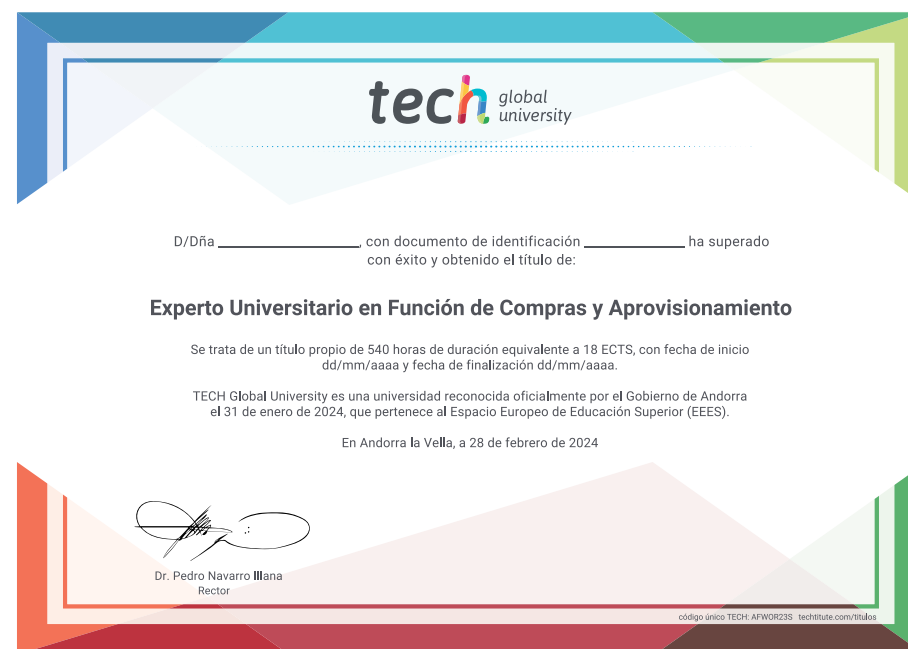 tech global university
D/Dña ____________________, con documento de identificación ______________ ha superado
con éxito y obtenido el título de:
Experto Universitario en Función de Compras y Aprovisionamiento
Se trata de un título propio de 540 horas de duración equivalente a 18 ECTS, con fecha de inicio
dd/mm/aaaa y fecha de finalización dd/mm/aaaa.
TECH Global University es una universidad reconocida oficialmente por el Gobierno de Andorra
el 31 de enero de 2024, que pertenece al Espacio Europeo de Educación Superior (EEES).
En Andorra la Vella, a 28 de febrero de 2024
Dr. Pedro Navarro Illana
Rector
código único TECH: AFWOR23S techtitute.com/titulos